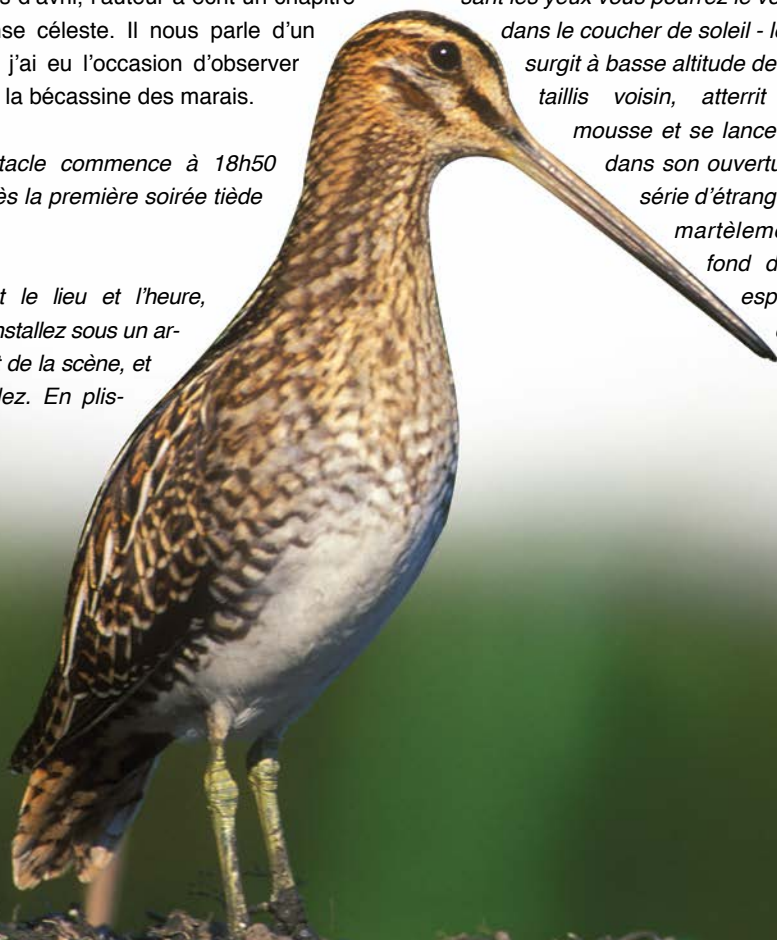 s d'avril, l'auteur a écrit un chapitre
nse céleste. Il nous parle d'un
j'ai eu l'occasion d'observer
la bécassine des marais.
tacle commence à 18h50
ès la première soirée tiède
t le lieu et l'heure,
nstallez sous un ar-
t de la scène, et
lez. En plis-
sant les yeux vous pourrez le vo
dans le coucher de soleil - l
surgit à basse altitude de
taillis voisin, atterrit
mousse et se lance
dans son ouvertu
série d'étrang
martèleme
fond d
esp